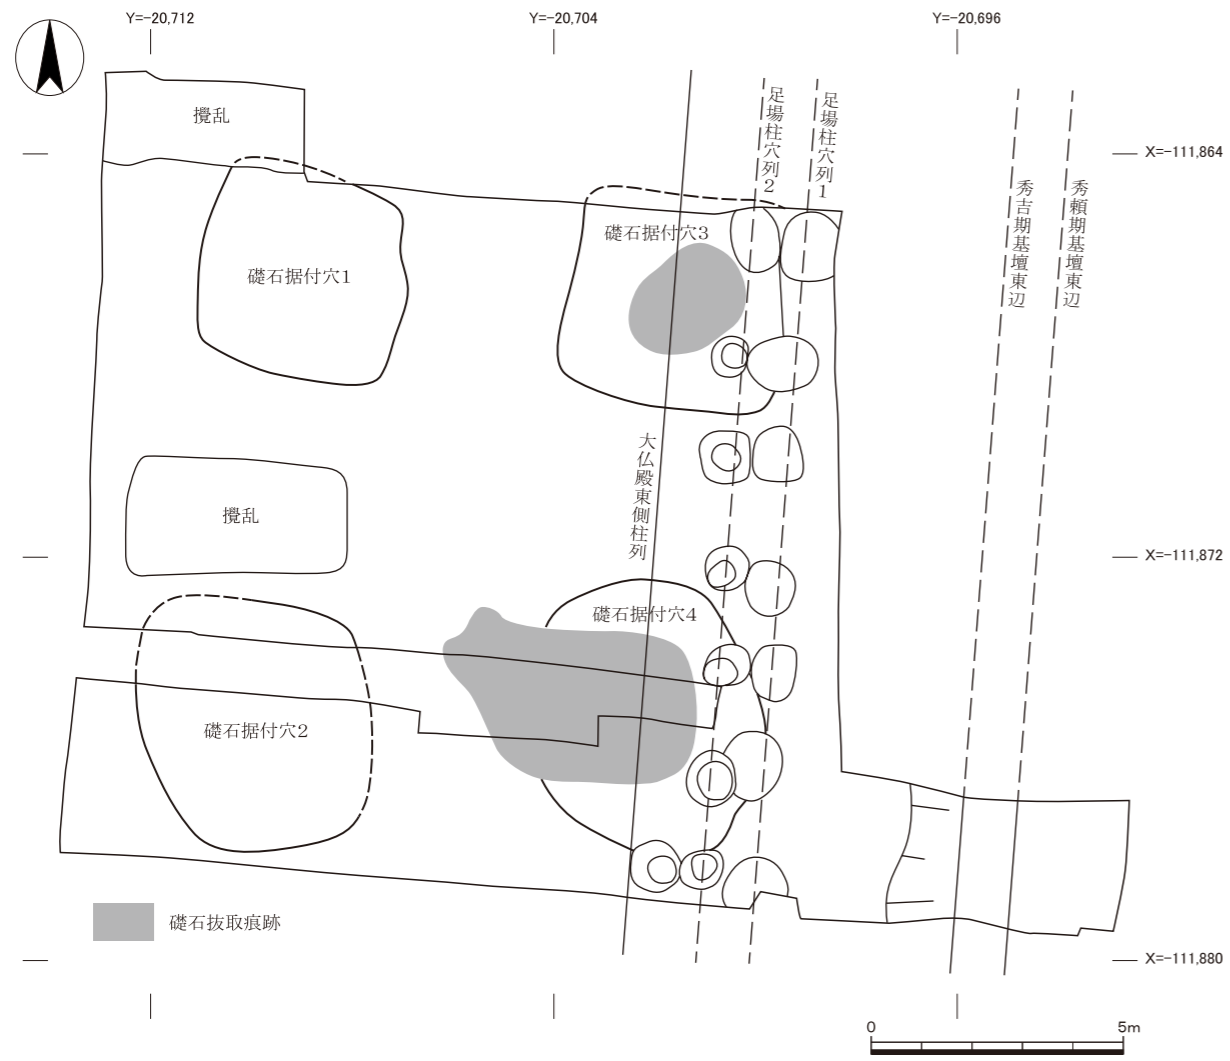 Y=-20,712
Y=-20,704
Y=-20,696
攪乱
足場柱穴列2
足場柱穴列1
X=-111,864
秀吉期基壇東辺
秀頼期基壇東辺
礎石据付穴3
礎石据付穴1
大仏殿東側柱列
攪乱
X=-111,872
礎石据付穴4
礎石据付穴2
礎石抜取痕跡
X=-111,880
0
5m